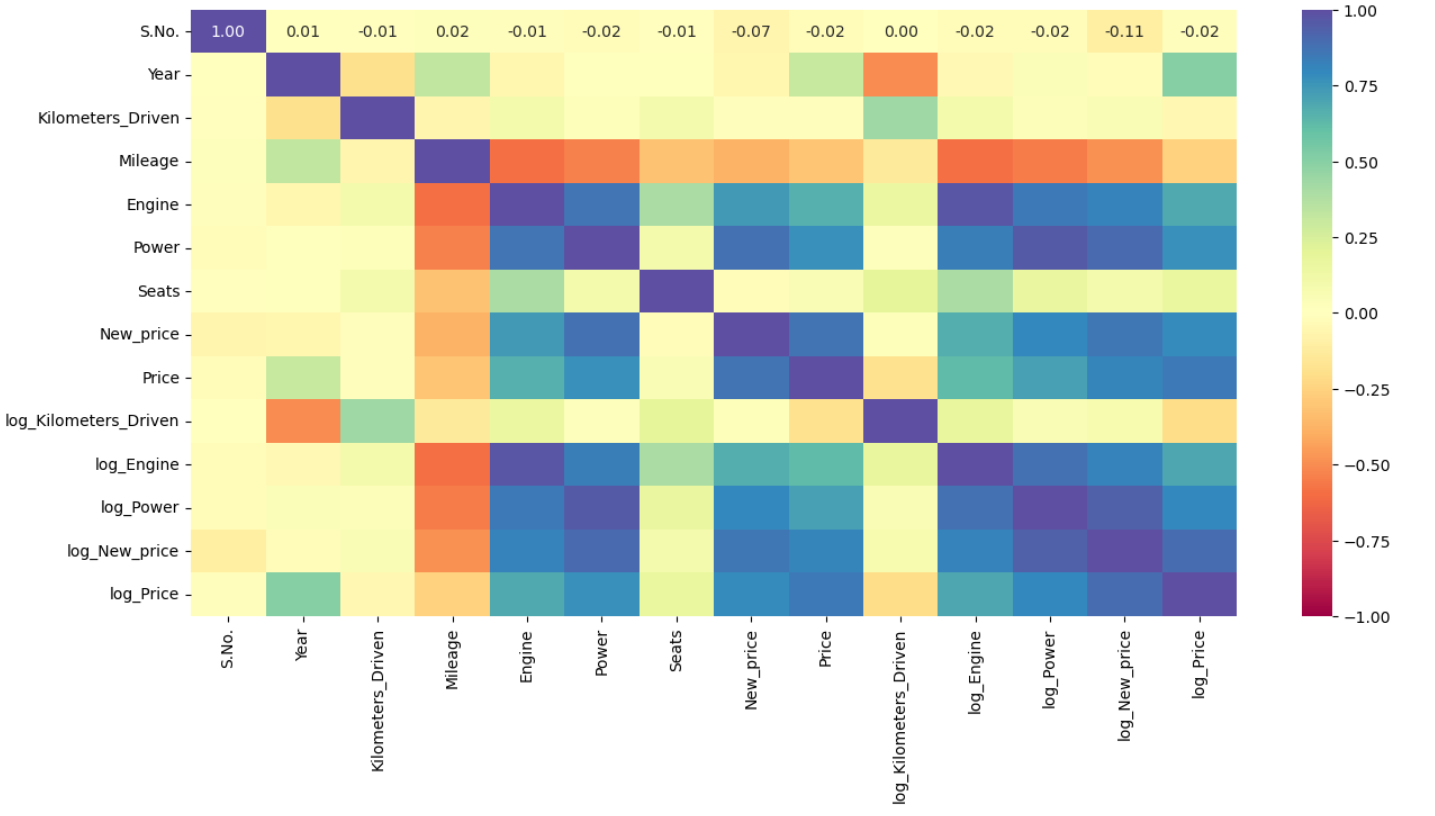 S.No.
1.00 0.01 -0.01 0.02 -0.01 -0.02 -0.01 -0.07 -0.02 0.00 -0.02 -0.02 -0.11 -0.02
Year
Kilometers_Driven
Mileage
Engine
Power
Seats
New_price
Price
log_Kilometers_Driven
log_Engine
log_Power
log_New_price
log_Price
S.No.
Year
Kilometers_Driven
Mileage
Engine
Power
Seats
New_price
Price
log_Kilometers_Driven
log_Engine
log_Power
log_New_price
log_Price
1.00
0.75
0.50
0.25
0.00
−0.25
−0.50
−0.75
−1.00